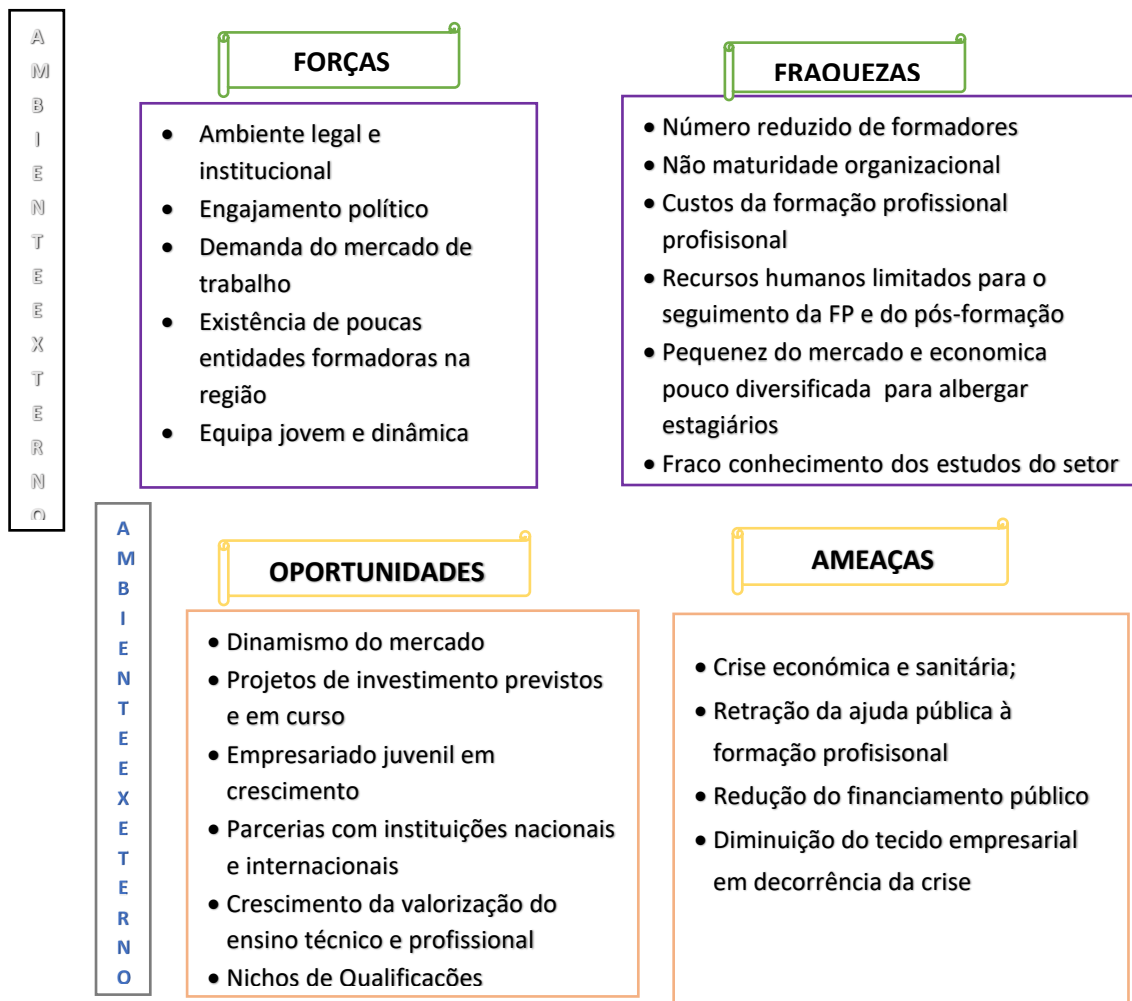 AMBIENTEEXTERNO
FORÇAS
• Ambiente legal e
institucional
• Engajamento político
• Demanda do mercado de
trabalho
• Existência de poucas
entidades formadoras na
região
• Equipa jovem e dinâmica
FRAQUEZAS
• Número reduzido de formadores
• Não maturidade organizacional
• Custos da formação profissional
profisisonal
• Recursos humanos limitados para o
seguimento da FP e do pós-formação
• Pequenez do mercado e economica
pouco diversificada para albergar
estagiários
• Fraco conhecimento dos estudos do setor
AMBIENTEEXETERNO
OPORTUNIDADES
• Dinamismo do mercado
• Projetos de investimento previstos
e em curso
• Empresariado juvenil em
crescimento
• Parcerias com instituições nacionais
e internacionais
• Crescimento da valorização do
ensino técnico e profissional
• Nichos de Qualificações
AMEAÇAS
• Crise económica e sanitária;
• Retração da ajuda pública à
formação profisisonal
• Redução do financiamento público
• Diminuição do tecido empresarial
em decorrência da crise